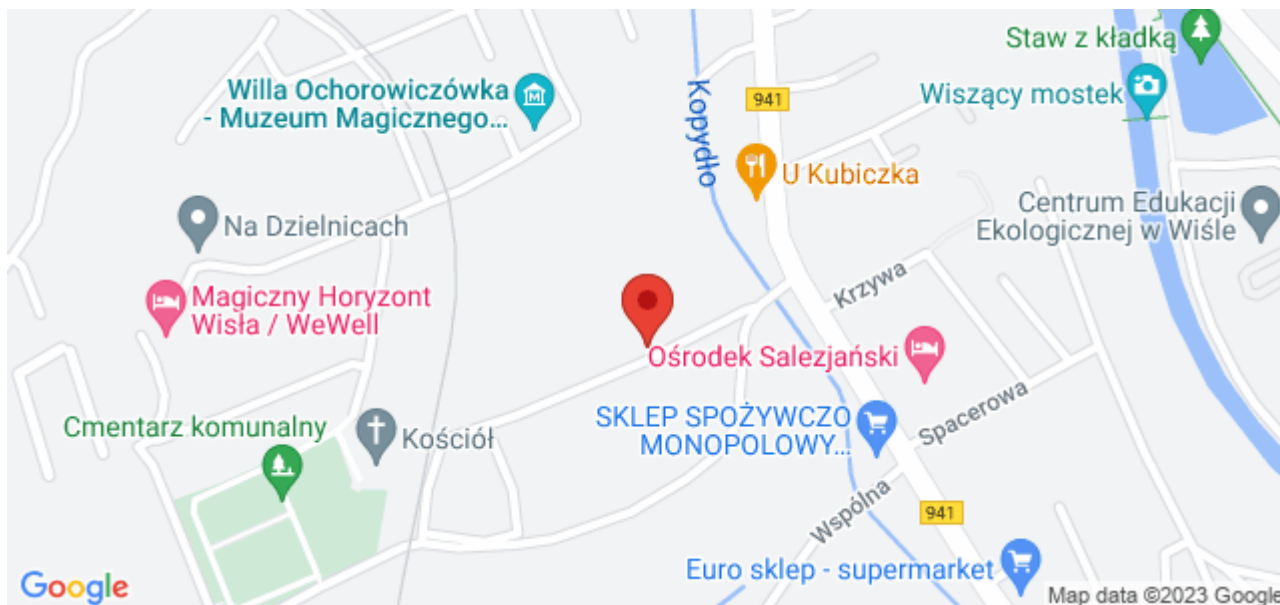 Staw z kładką
Willa Ochorowiczówka
- Muzeum Magicznego...
941
Wiszący mostek
Kopydło
U Kubiczka
Na Dzielnicach
Centrum Edukacji
Ekologicznej w Wiśle
Krzywa
Magiczny Horyzont
Wisła / WeWell
Ośrodek Salezjański
Cmentarz komunalny
Kościół
SKLEP SPOŻYWCZO
MONOPOLOWY...
Spacerowa
Wspólna
941
Euro sklep - supermarket
Google
Map data ©2023 Google